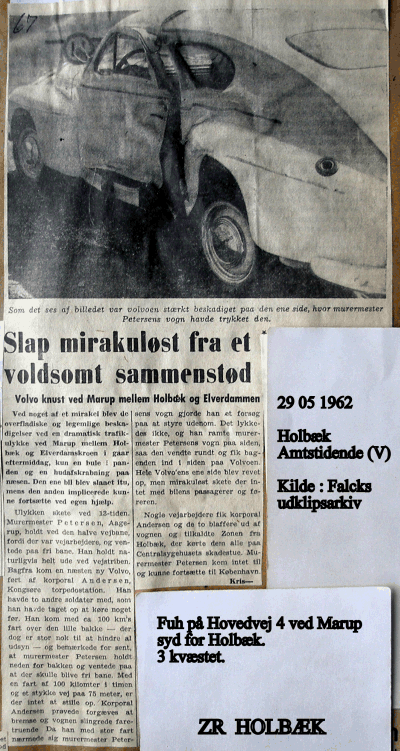 67
Som det ses af billedet var volvoen stærkt beskadiget paa den ene side, hvor murermester
Petersens vogn havde trykket den.
Slap mirakuløst fra et
voldsomt sammenstød
Volvo knust ved Marup mellem Holbæk og Elverdammen
Ved noget af et mirakel blev de
overfladiske og legemlige beska-
digelser ved en dramatisk trafik-
ulykke ved Marup mellem Hol-
bæk og Elverdamskroen i gaar
eftermiddag, kun en bule i pan-
den og en hudafskrabning paa
næsen. Den ene bil blev slaaet itu,
mens den anden implicerede kun-
ne fortsætte ved egen hjælp.
Ulykken skete ved 13-tiden.
Murermester Petersen, Aage-
rup, holdt ved den halve vejbane,
fordi der var vejarbejdere, og ven-
tede paa fri bane. Han holdt na-
turligvis helt ude ved vejstriben.
Bagfra kom en næsten ny Volvo,
ført af korporal Andersen,
Kongsøre torpedostation. Han
havde to andre soldater med, som
han havde taget op at køre noget
før. Han kom med ca. 100 km's
fart over den lille bakke — der
dog er stor nok til at hindre al
udsyn — og bemærkede for sent,
at murermester Petersen holdt
neden for bakken og ventede paa
at der skulle blive fri bane. Med
en fart af 100 kilometer i timen
og et stykke vej paa 75 meter, er
der intet at stille op. Korporal
Andersen prøvede forgæves at
bremse og vognen slingrede fare-
truende. Da han med stor fart
nærmede sig murermester Peter-
sens vogn gjorde han et forsøg
paa at styre udenom. Det lykke-
des ikke, og han ramte murer-
mester Petersens vogn paa siden,
saa den vendte rundt og fik bag-
enden ind i siden paa Volvoen.
Hele Volvo'ens ene side blev revet
op, men mirakuløst skete der in-
tet med bilens passagerer og fø-
reren.
Nogle vejarbejdere fik korporal
Andersen og de to blaffere ud af
vognen og tilkaldte Zonen fra
Holbæk, der kørte dem alle paa
Centralsygehusets skadestue. Mu-
rermester Petersen kom intet til
og kunne fortsætte til København.
Kris—
29 05 1962
Holbæk
Amtstidende (V)
Kilde : Falcks
udklipsarkiv
Fuh på Hovedvej 4 ved Marup
syd for Holbæk.
3 kvæstet.
ZR HOLBÆK